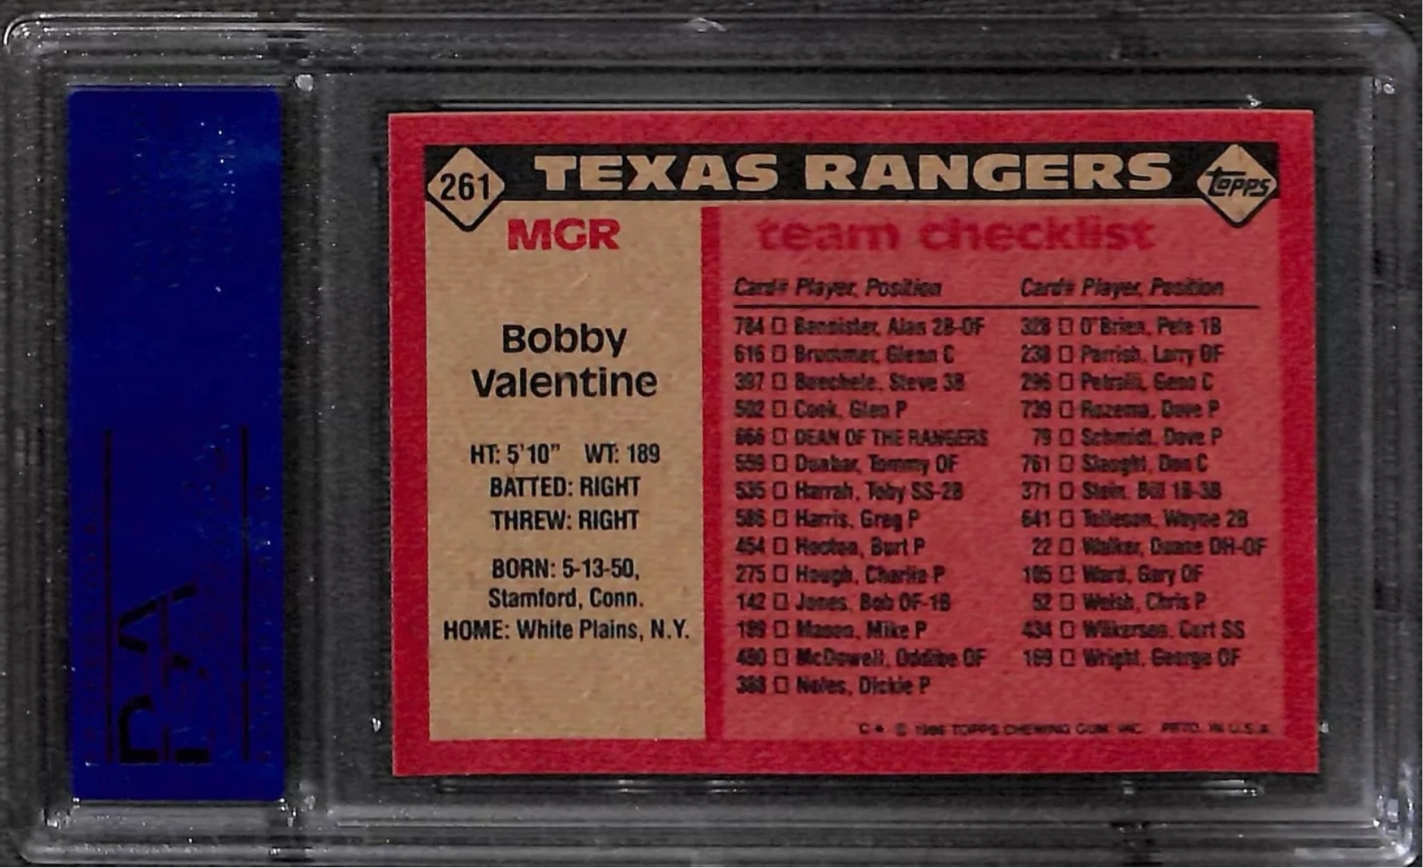 261 TEXAS RANGERS topps
MGR
Bobby
Valentine
HT: 5'10" WT: 189
BATTED: RIGHT
THREW: RIGHT
BORN: 5-13-50,
Stamford, Conn.
HOME: White Plains, N.Y.
team checklist
Card# Player, Position
784 Bannister, Alan 2B-OF
616 Brummer, Glenn C
397 Buechele, Steve 3B
502 Cook, Glen P
666 DEAN OF THE RANGERS
559 Dunbar, Tommy OF
535 Harrah, Toby SS-2B
586 Harris, Greg P
454 Hooton, Burt P
275 Hough, Charlie P
142 Jones, Bob OF-1B
189 Mason, Mike P
480 McDowell, Oddibe OF
388 Noles, Dickie P
Card# Player, Position
328 O'Brien, Pete 1B
238 Parrish, Larry OF
296 Petralli, Geno C
739 Rozema, Dave P
79 Schmidt, Dave P
761 Slaught, Don C
371 Stein, Bill 1B-3B
641 Tolleson, Wayne 2B
22 Walker, Duane DH-OF
105 Ward, Gary OF
52 Welsh, Chris P
434 Wilkerson, Curt SS
169 Wright, George OF
C* © 1986 TOPPS CHEWING GUM, INC. PRTD. IN U.S.A.